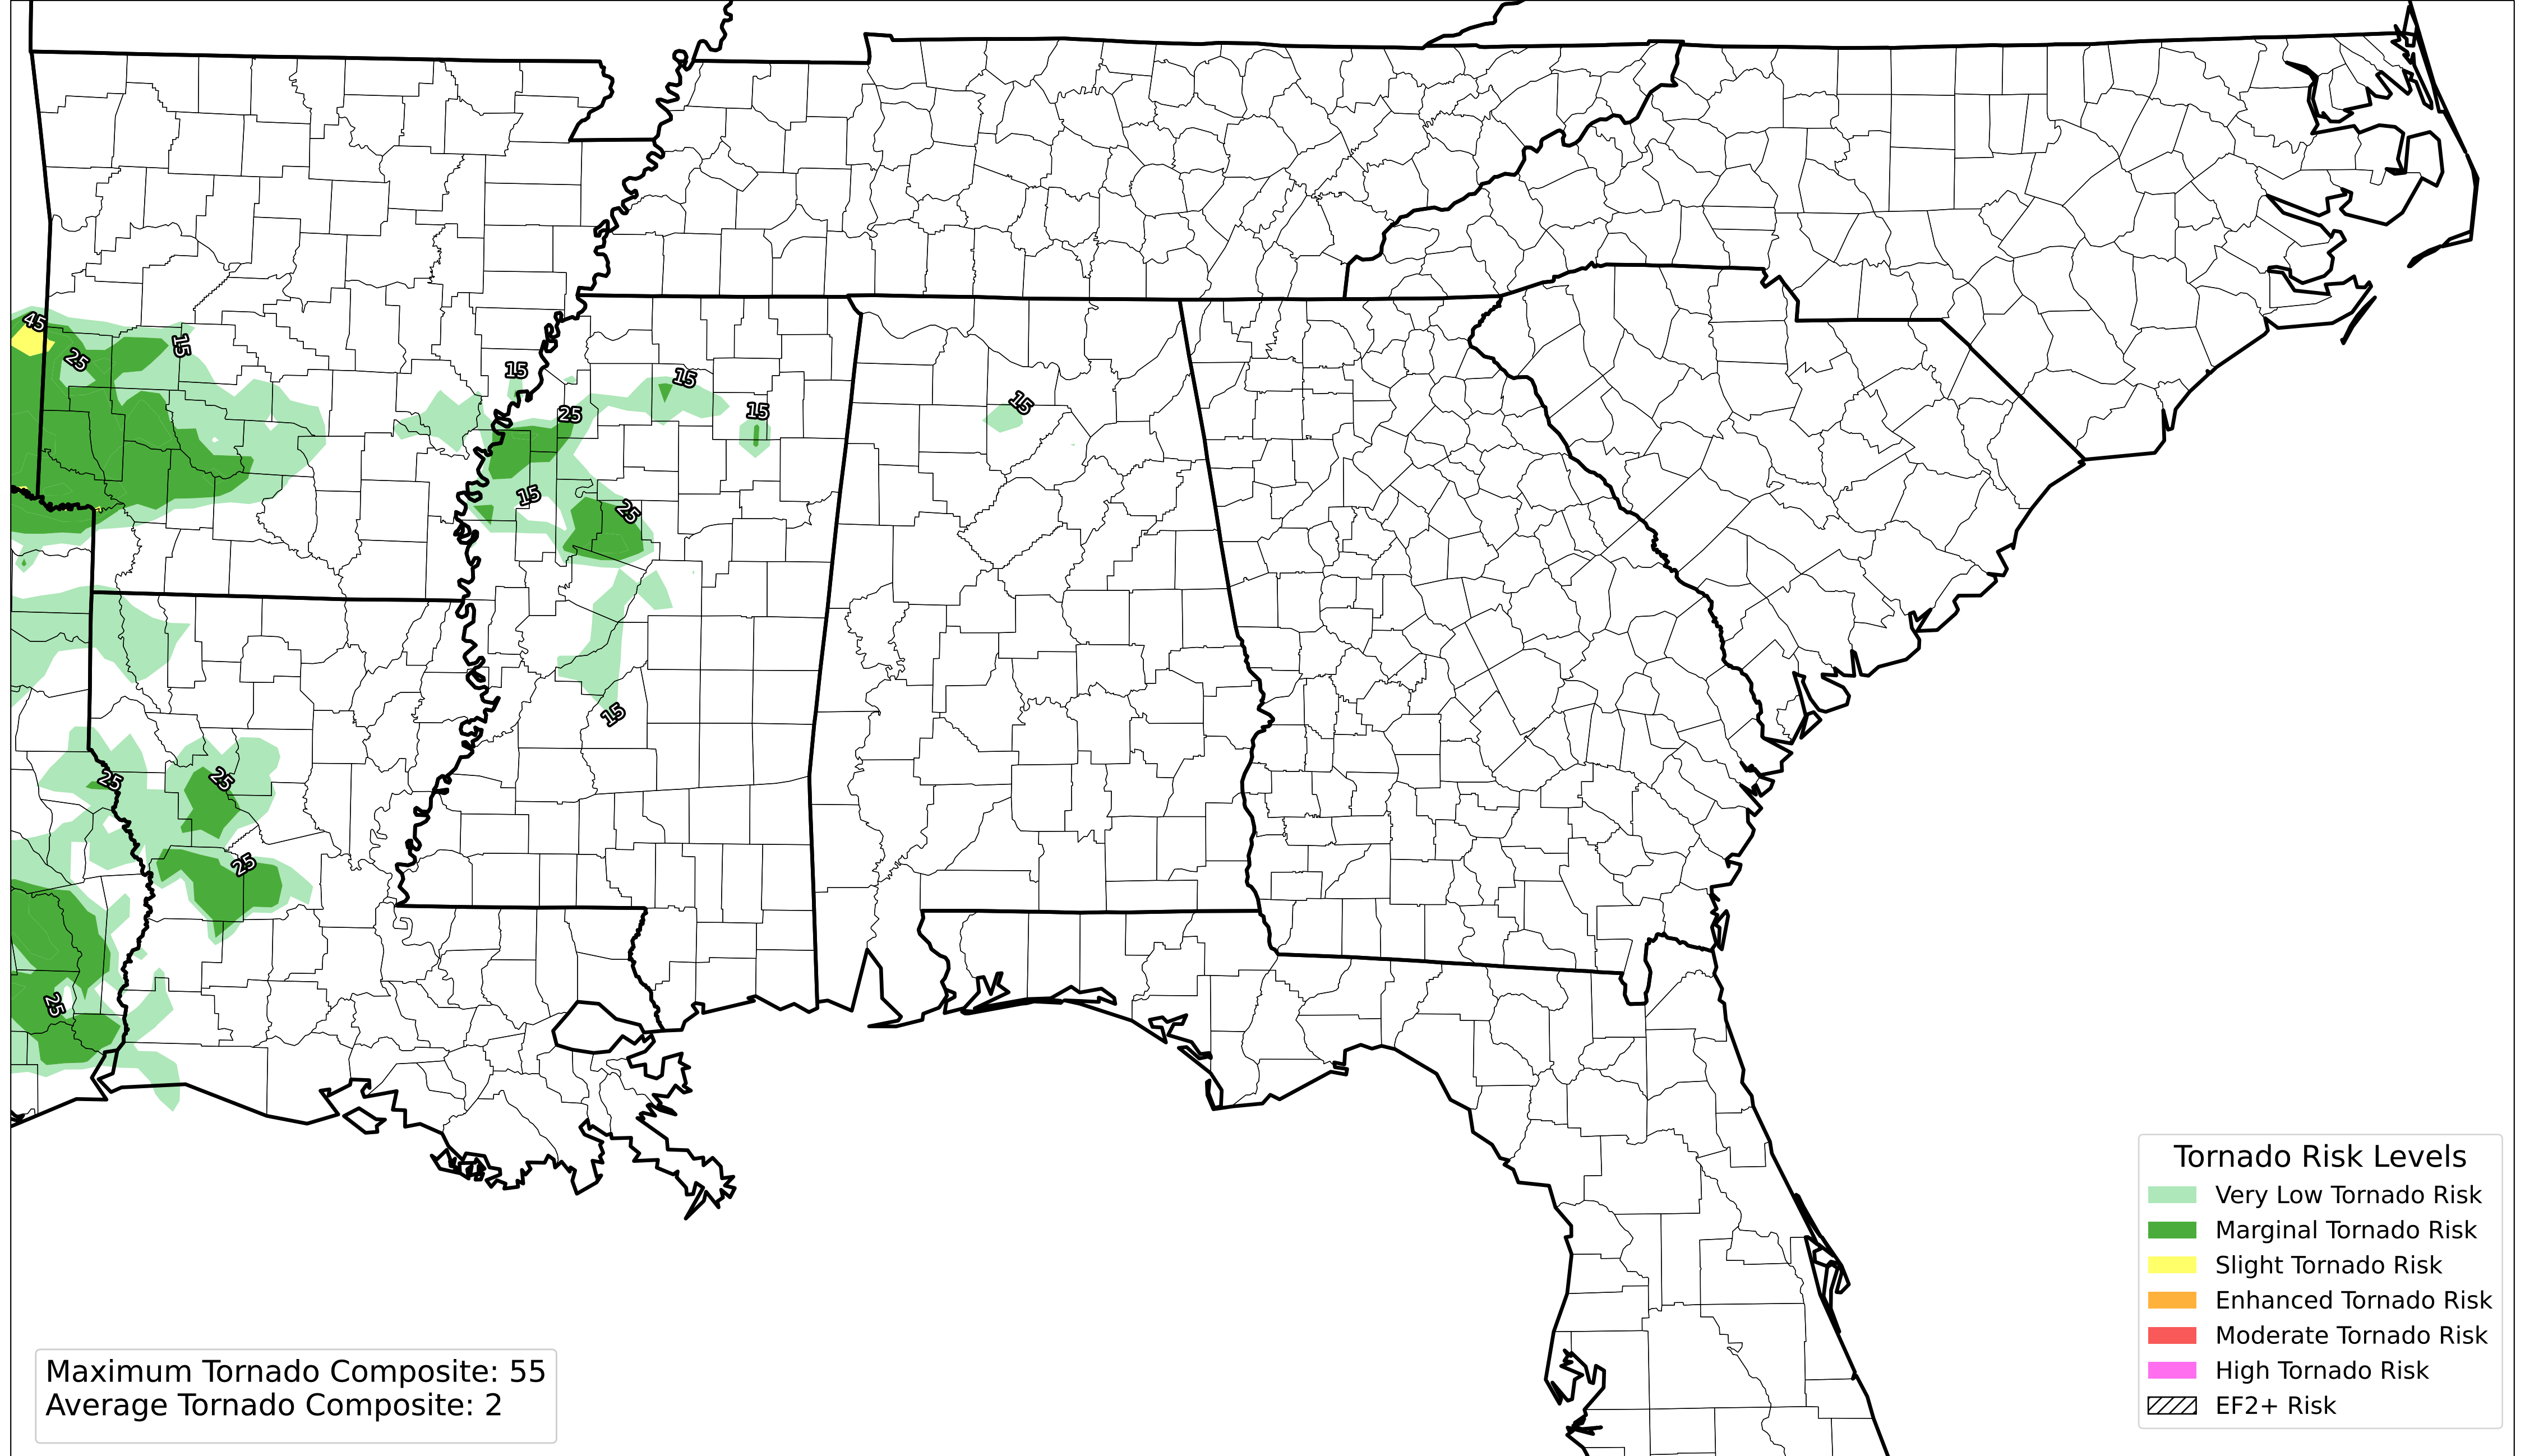 45
25
15
15
15
25
15
15
15
25
15
25
25
25
25
Tornado Risk Levels
Very Low Tornado Risk
Marginal Tornado Risk
Slight Tornado Risk
Enhanced Tornado Risk
Moderate Tornado Risk
High Tornado Risk
EF2+ Risk
Maximum Tornado Composite: 55
Average Tornado Composite: 2